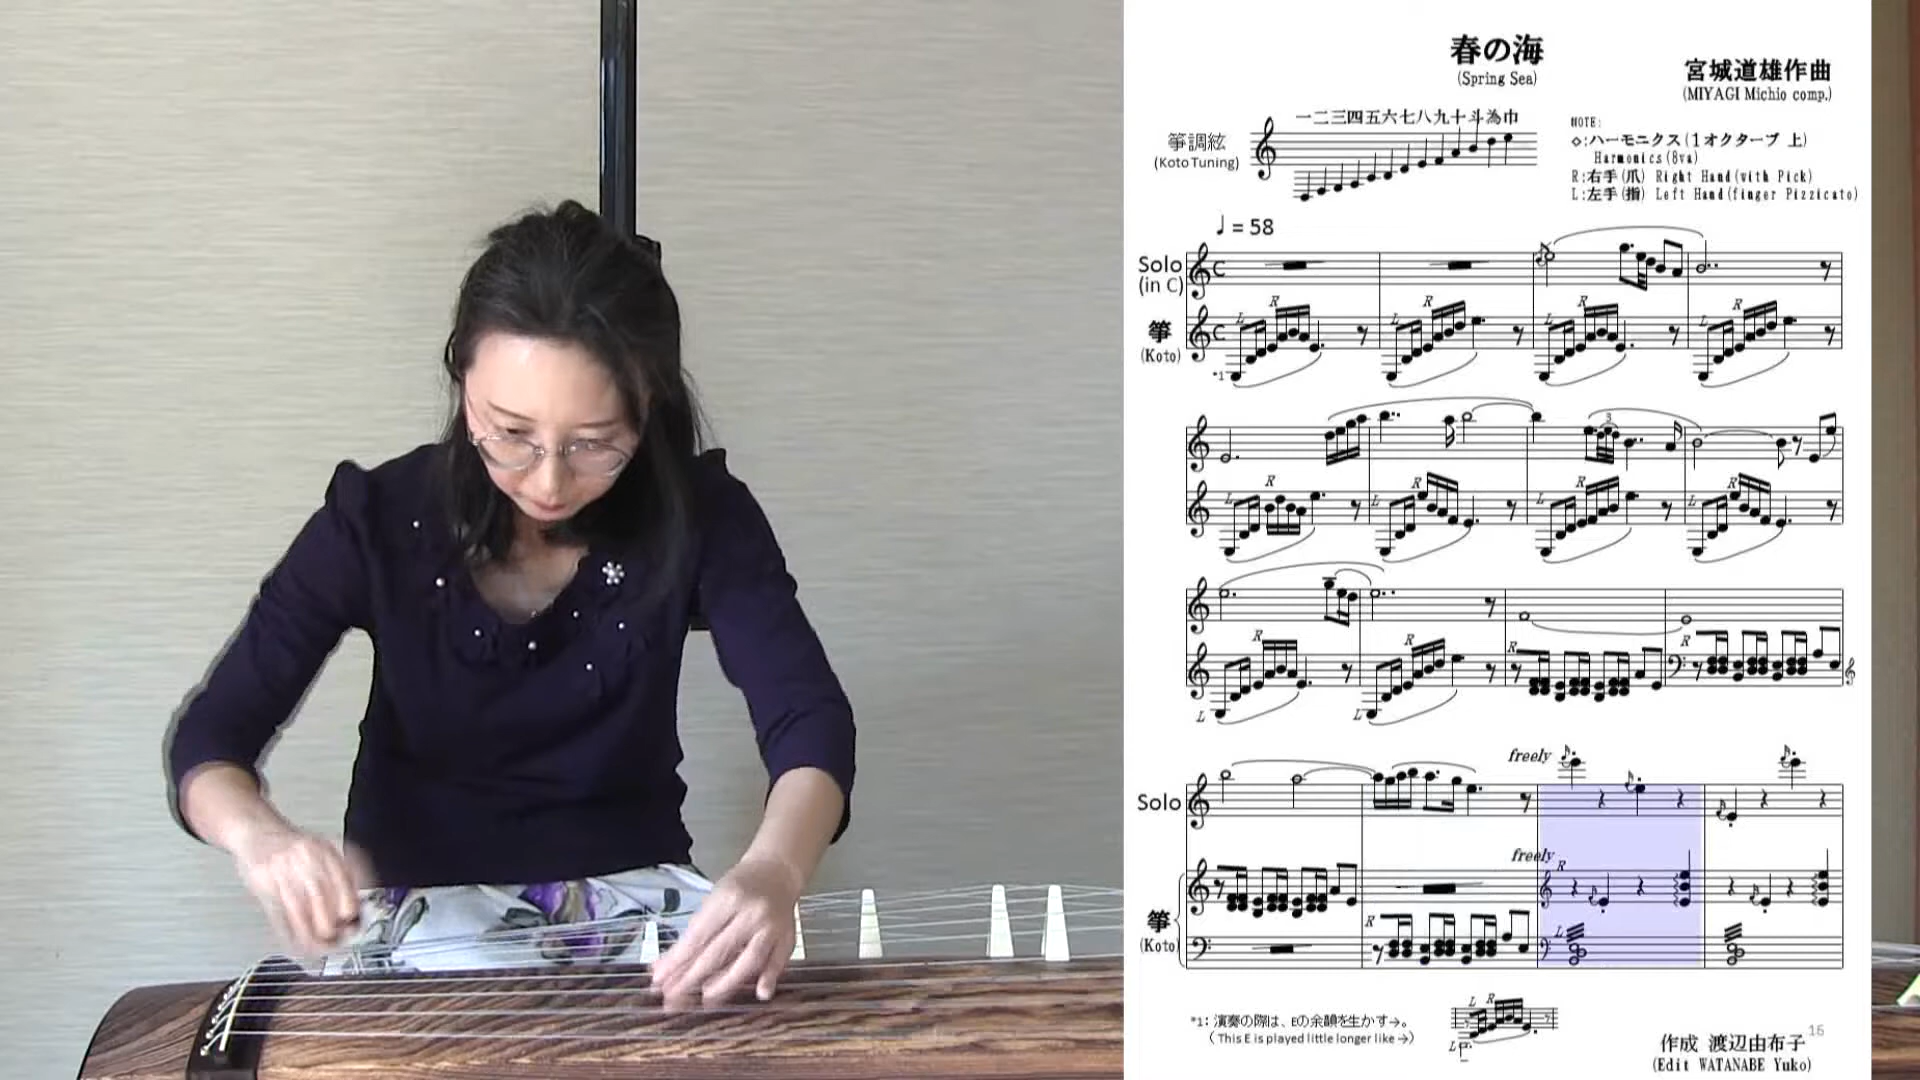 春の海
(Spring Sea)
宮城道雄作曲
(MIYAGI Michio comp.)
一二三四五六七八九十斗為巾
箏調絃
(Koto Tuning)
NOTE:
◇:ハーモニクス(1オクターブ 上)
Harmonics(8va)
R:右手(爪) Right Hand(with Pick)
L:左手(指) Left Hand(finger Pizzicato)
♩ = 58
Solo
(in C)
L R L R L R L R
箏
(Koto)
*1
3
L R L R L R L R
L R L R R R
freely
Solo
freely
R
箏
(Koto)
R L
L R
*1: 演奏の際は、Eの余韻を生かす→。
( This E is played little longer like →)
L
16
作成 渡辺由布子
(Edit WATANABE Yuko)